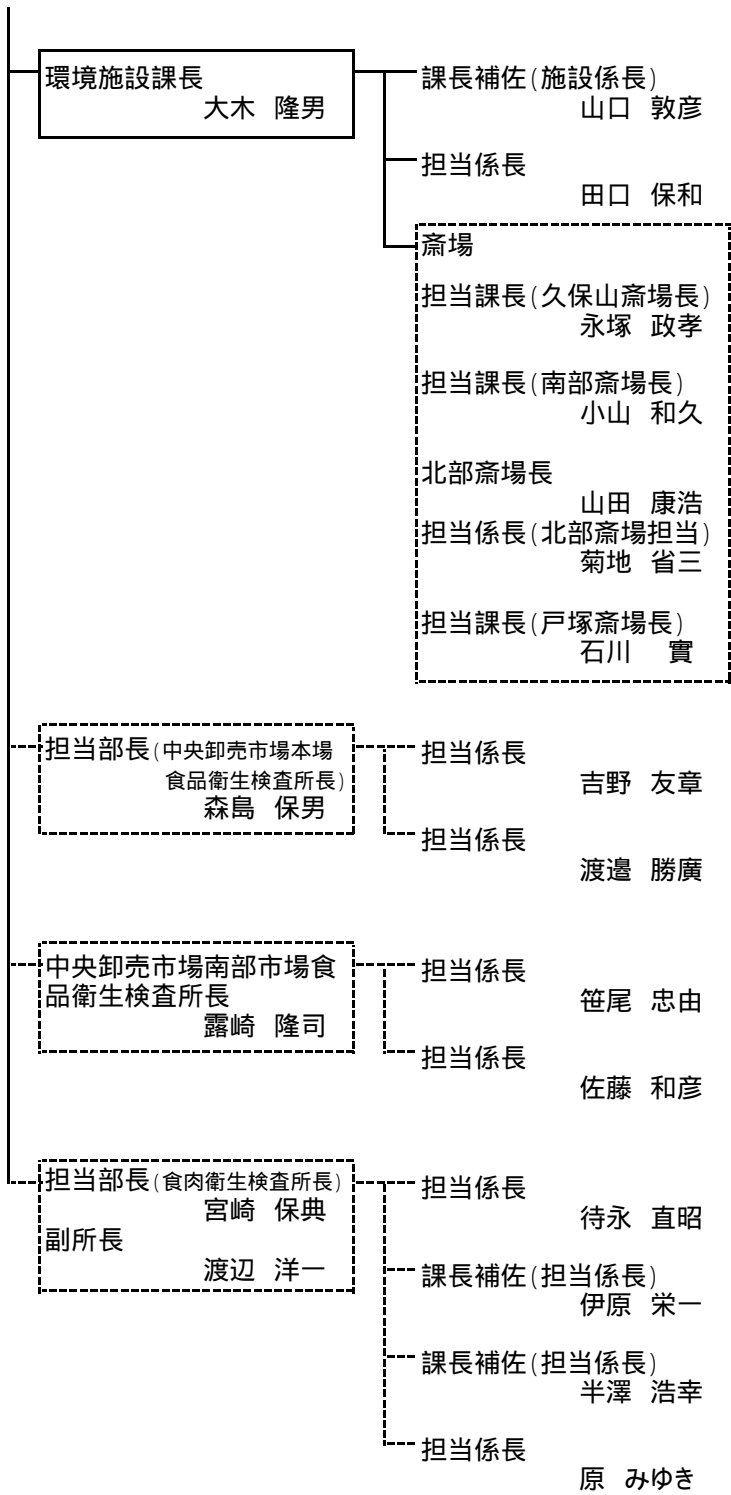 環境施設課長
大木 隆男
課長補佐(施設係長)
山口 敦彦
担当係長
田口 保和
斎場
担当課長(久保山斎場長)
永塚 政孝
担当課長(南部斎場長)
小山 和久
北部斎場長
山田 康浩
担当係長(北部斎場担当)
菊地 省三
担当課長(戸塚斎場長)
石川 實
担当部長(中央卸売市場本場
食品衛生検査所長)
森島 保男
担当係長
吉野 友章
担当係長
渡邉 勝廣
中央卸売市場南部市場食
品衛生検査所長
露崎 隆司
担当係長
笹尾 忠由
担当係長
佐藤 和彦
担当部長(食肉衛生検査所長)
宮崎 保典
副所長
渡辺 洋一
担当係長
待永 直昭
課長補佐(担当係長)
伊原 栄一
課長補佐(担当係長)
半澤 浩幸
担当係長
原 みゆき